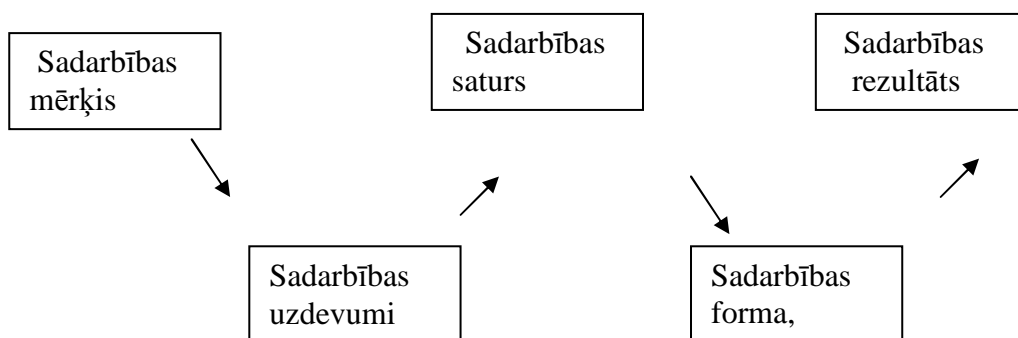 Sadarbības
mērķis
Sadarbības
uzdevumi
Sadarbības
saturs
Sadarbības
forma,
Sadarbības
rezultāts